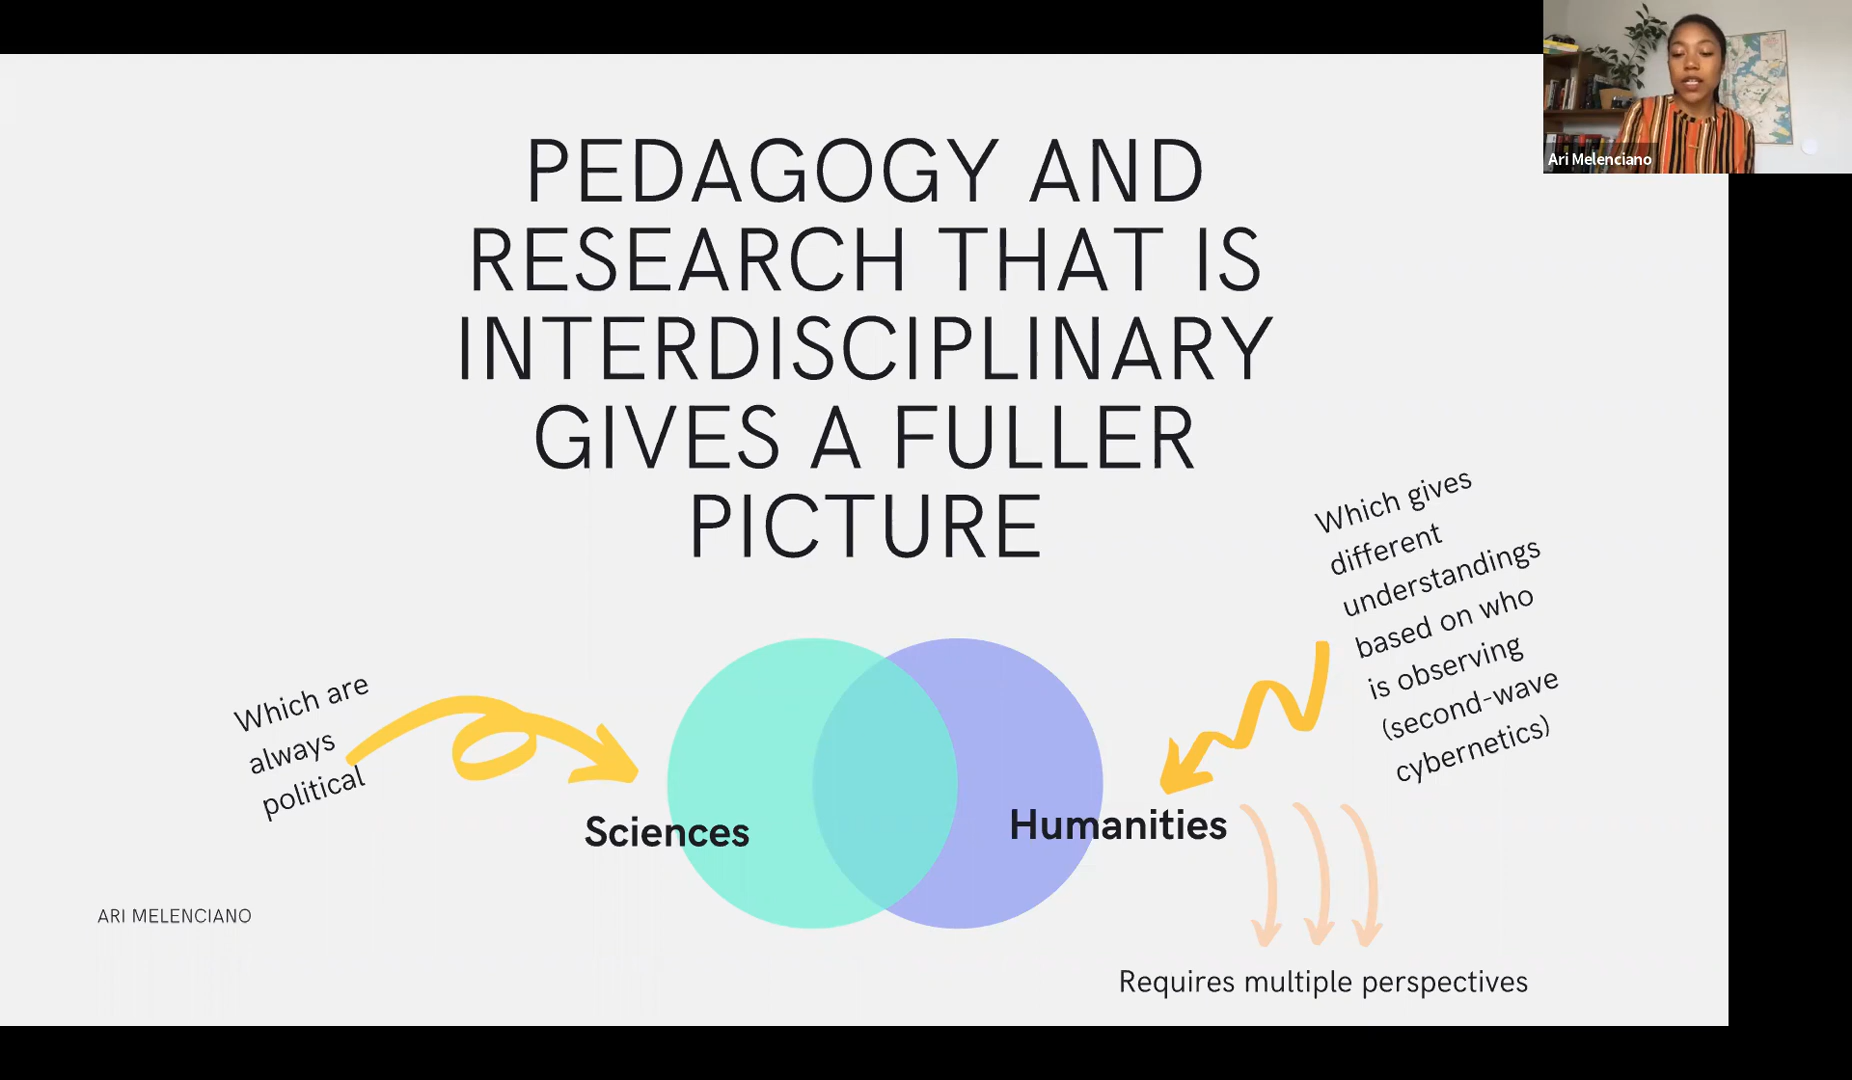 Ari Melenciano
PEDAGOGY AND
RESEARCH THAT IS
INTERDISCIPLINARY
GIVES A FULLER
PICTURE
Which gives
different
understandings
based on who
is observing
(second-wave
cybernetics)
Which are
always
political
Sciences
Humanities
ARI MELENCIANO
Requires multiple perspectives